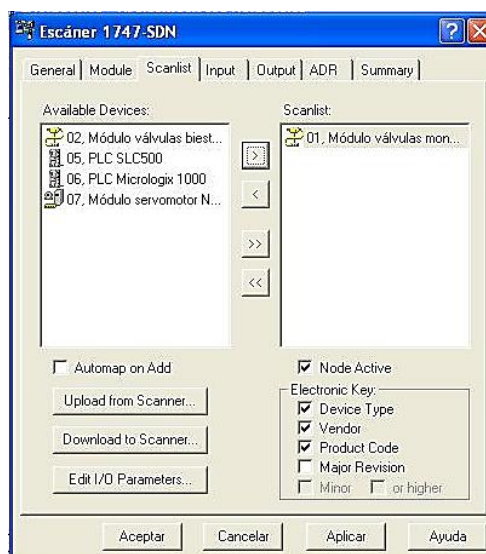 Escáner 1747-SDN
General Module Scanlist Input Output ADR Summary
Available Devices:
02, Módulo válvulas biest...
05, PLC SLC500
06, PLC Micrologix 1000
07, Módulo servomotor N...
Automap on Add
Upload from Scanner...
Download to Scanner...
Edit I/O Parameters...
>
<
>>
<<
Scanlist:
01, Módulo válvulas mon...
Node Active
Electronic Key:
Device Type
Vendor
Product Code
Major Revision
Minor or higher
Aceptar Cancelar Aplicar Ayuda